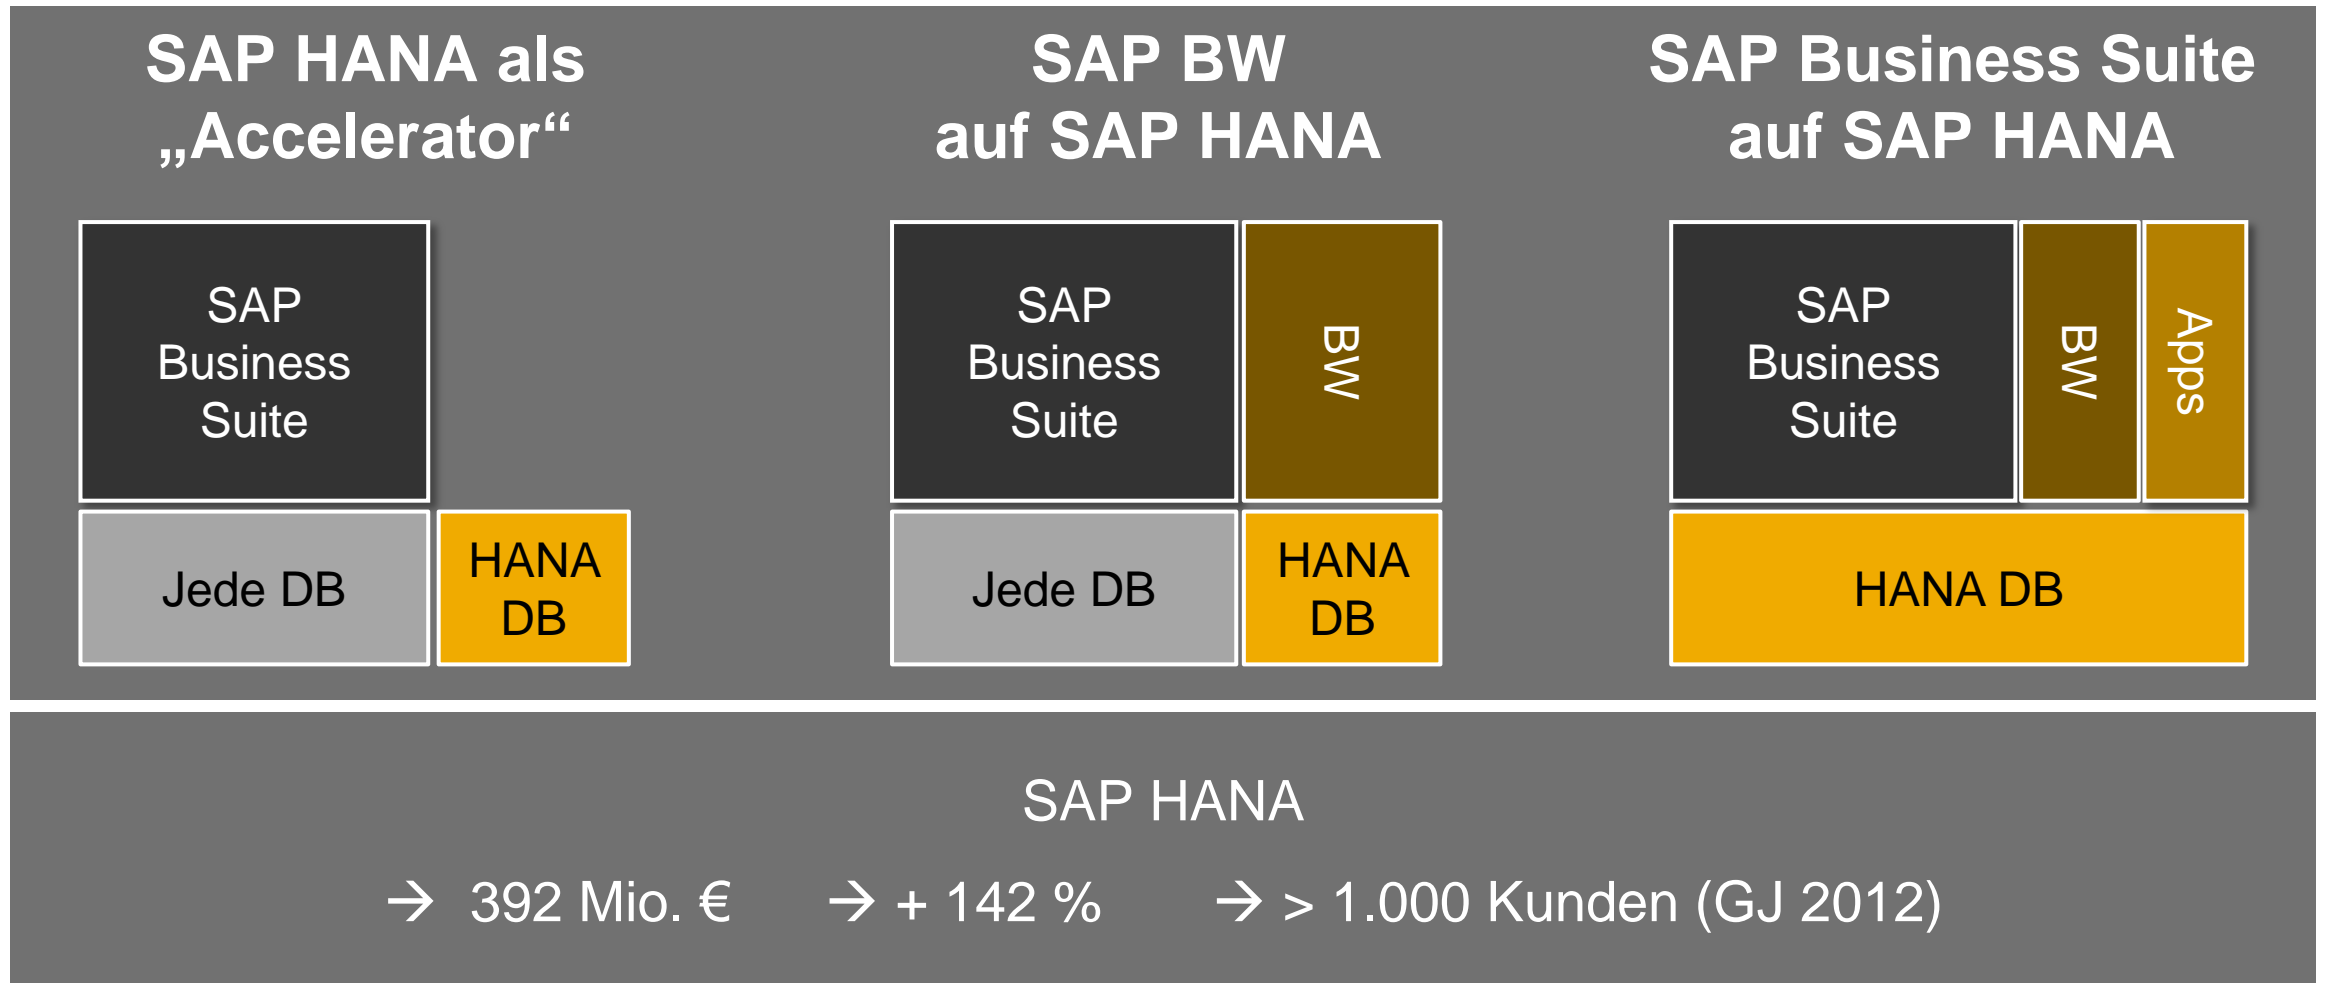 SAP HANA als
„Accelerator“
SAP
Business
Suite
Jede DB
HANA
DB
SAP BW
auf SAP HANA
SAP
Business
Suite
BW
Jede DB
HANA
DB
SAP Business Suite
auf SAP HANA
SAP
Business
Suite
BW
Apps
HANA DB
SAP HANA
→ 392 Mio. € → + 142 % → > 1.000 Kunden (GJ 2012)